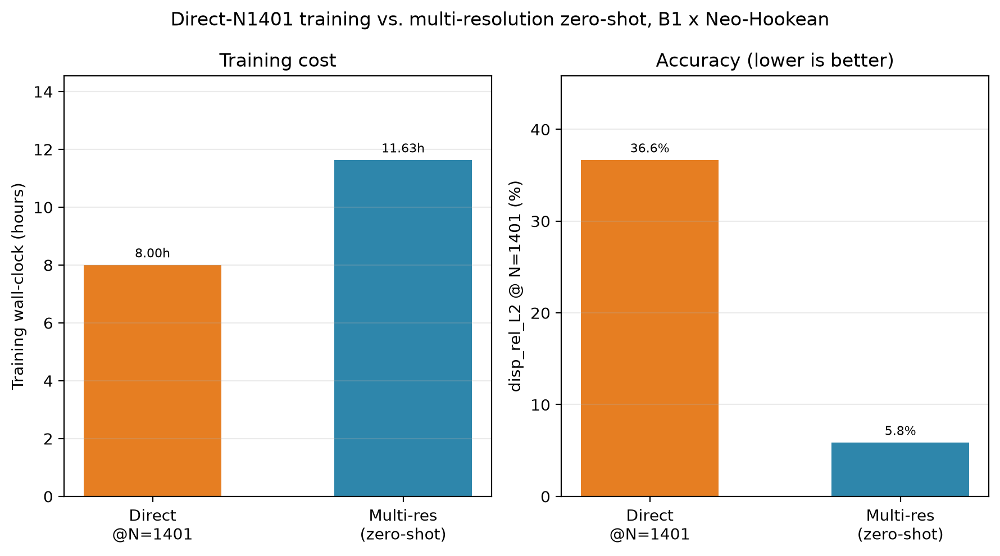 Direct-N1401 training vs. multi-resolution zero-shot, B1 x Neo-Hookean
Training cost
Training wall-clock (hours)
14
12
10
8
6
4
2
0
11.63h
8.00h
Direct
@N=1401
Multi-res
(zero-shot)
Accuracy (lower is better)
disp_rel_L2 @ N=1401 (%)
40
30
20
10
0
36.6%
5.8%
Direct
@N=1401
Multi-res
(zero-shot)